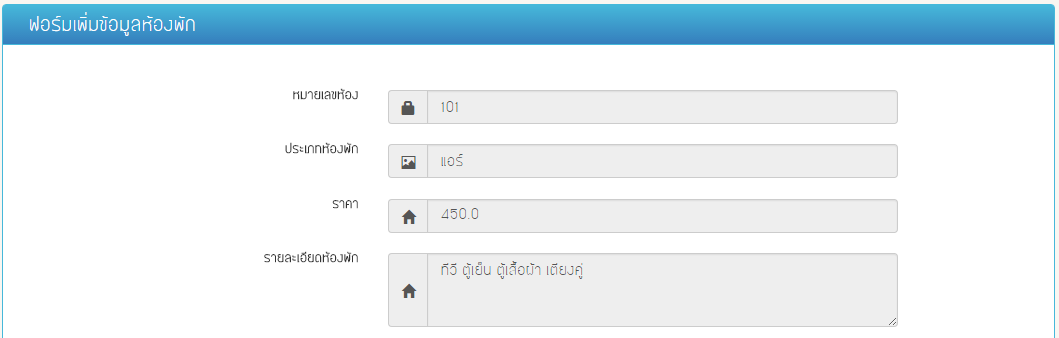 ฟอร์มเพิ่มข้อมูลห้องพัก
หมายเลขห้อง
101
ประเภทห้องพัก
แอร์
ราคา
450.0
รายละเอียดห้องพัก
ทีวี ตู้เย็น ตู้เสื้อผ้า เตียงคู่